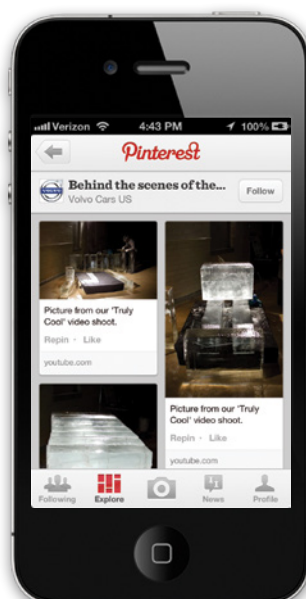 Verizon 4:43 PM 100%
Pinterest
Behind the scenes of the...
Volvo Cars US
Follow
Picture from our 'Truly
Cool' video shoot.
Repin · Like
youtube.com
Picture from our 'Truly
Cool' video shoot.
Repin · Like
youtube.com
Following Explore News Profile